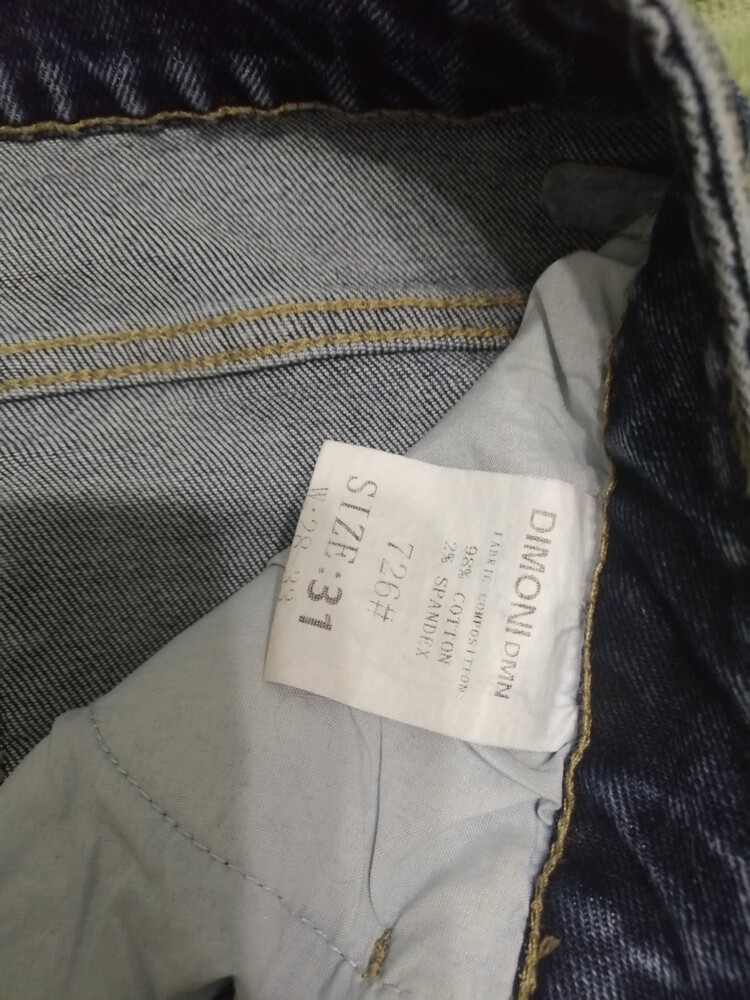 DIMONI DMN
FABRIC COMPOSITION:
98% COTTON
2% SPANDEX
726#
SIZE:31
W:28-33